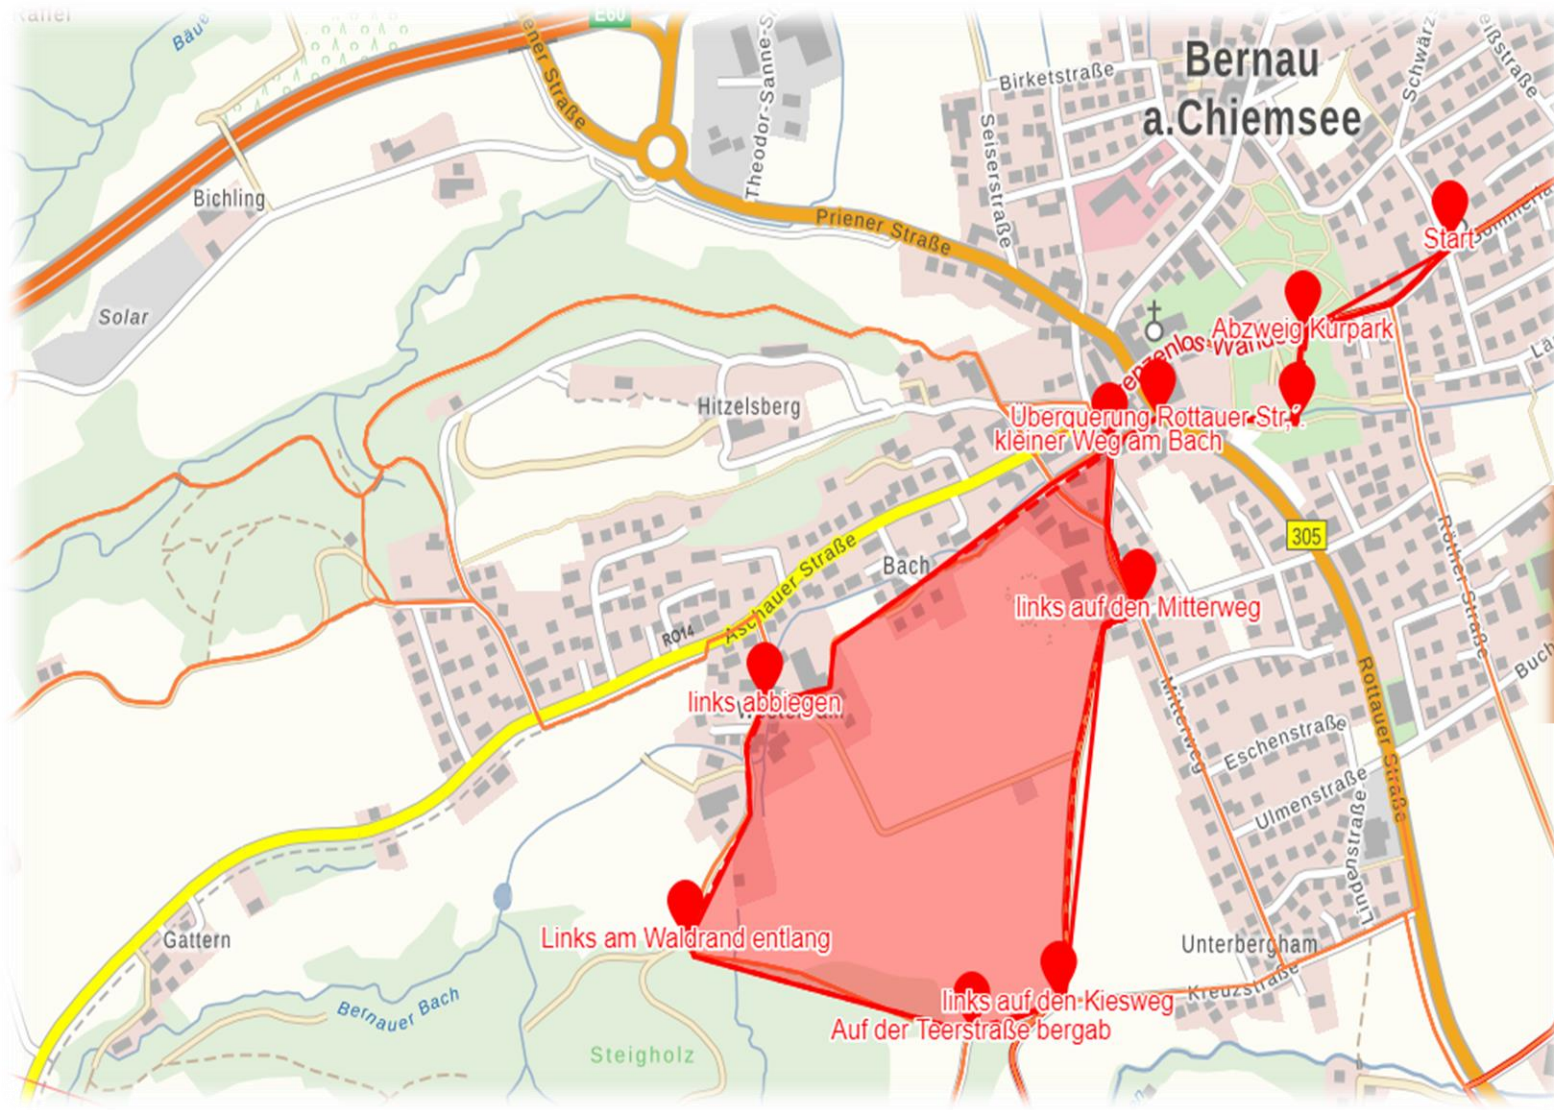 E60
Bernau
a.Chiemsee
Birketstraße
Seiserstraße
Theodor-Sanne-
Priener Straße
Bichling
Solar
Start
Abzweig Kurpark
Hitzelsberg
Überquerung Rottauer Str
kleiner Weg am Bach
305
Bach
Aschauer Straße
RO14
links auf den Mitterweg
Röther Straße
links abbiegen
Mitterweg
Eschenstraße
Rottauer Straße
Ulmenstraße
Lindenstraße
Gattern
Links am Waldrand entlang
Unterbergham
Kreuzstraße
Bernauer Bach
links auf den Kiesweg
Auf der Teerstraße bergab
Steigholz